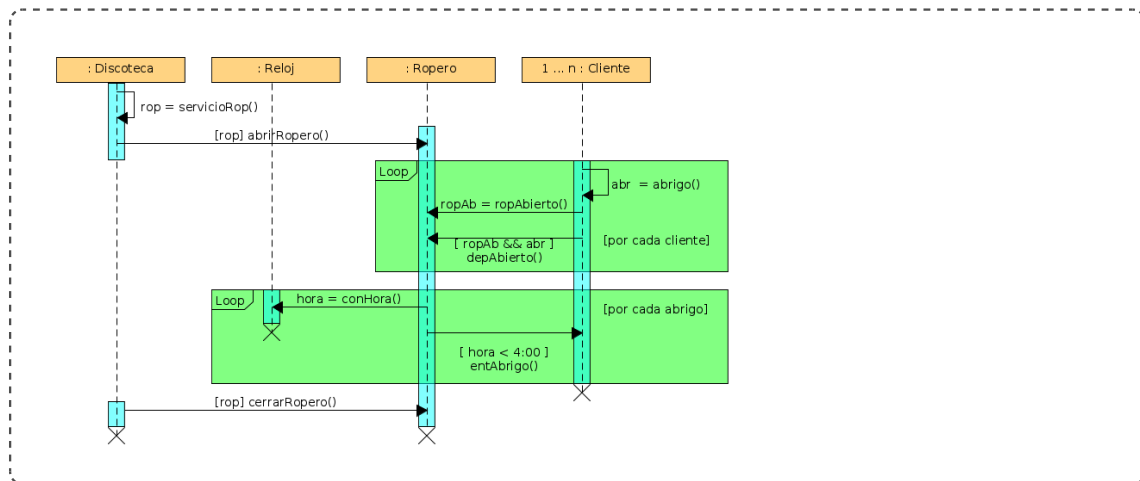 : Discoteca
: Reloj
: Ropero
1 ... n : Cliente
rop = servicioRop()
[rop] abrirRopero()
Loop
abr  = abrigo()
ropAb = ropAbierto()
[ ropAb && abr ]
depAbierto()
[por cada cliente]
Loop
hora = conHora()
[por cada abrigo]
[ hora < 4:00 ]
entAbrigo()
[rop] cerrarRopero()